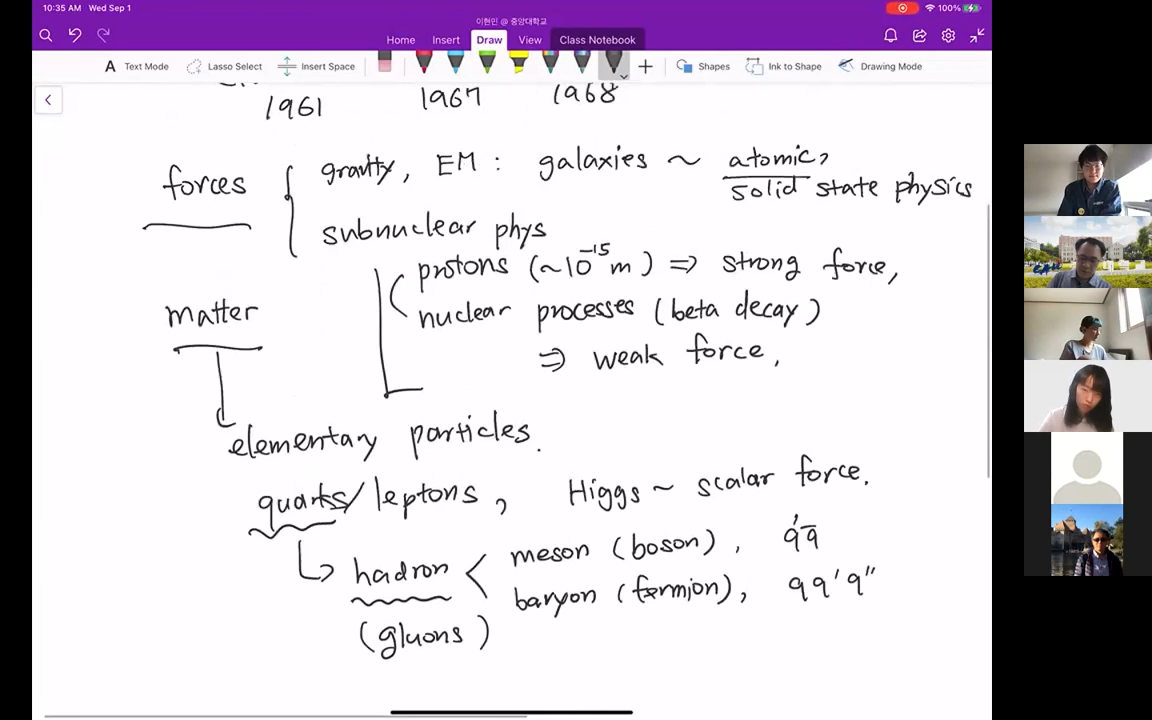 10:35 AM Wed Sep 1
100%
이현민 @ 중앙대학교
Home Insert Draw View Class Notebook
Text Mode Lasso Select Insert Space Shapes Ink to Shape Drawing Mode
1961 1967 1968
forces gravity, EM : galaxies ~ atomic,
solid state physics
subnuclear phys
protons (~10⁻¹⁵ m) ⇒ strong force,
matter nuclear processes (beta decay)
⇒ weak force,
elementary particles.
quarks/leptons, Higgs ~ scalar force.
hadron < meson (boson), q'q̄
baryon (fermion), qq'q"
(gluons)